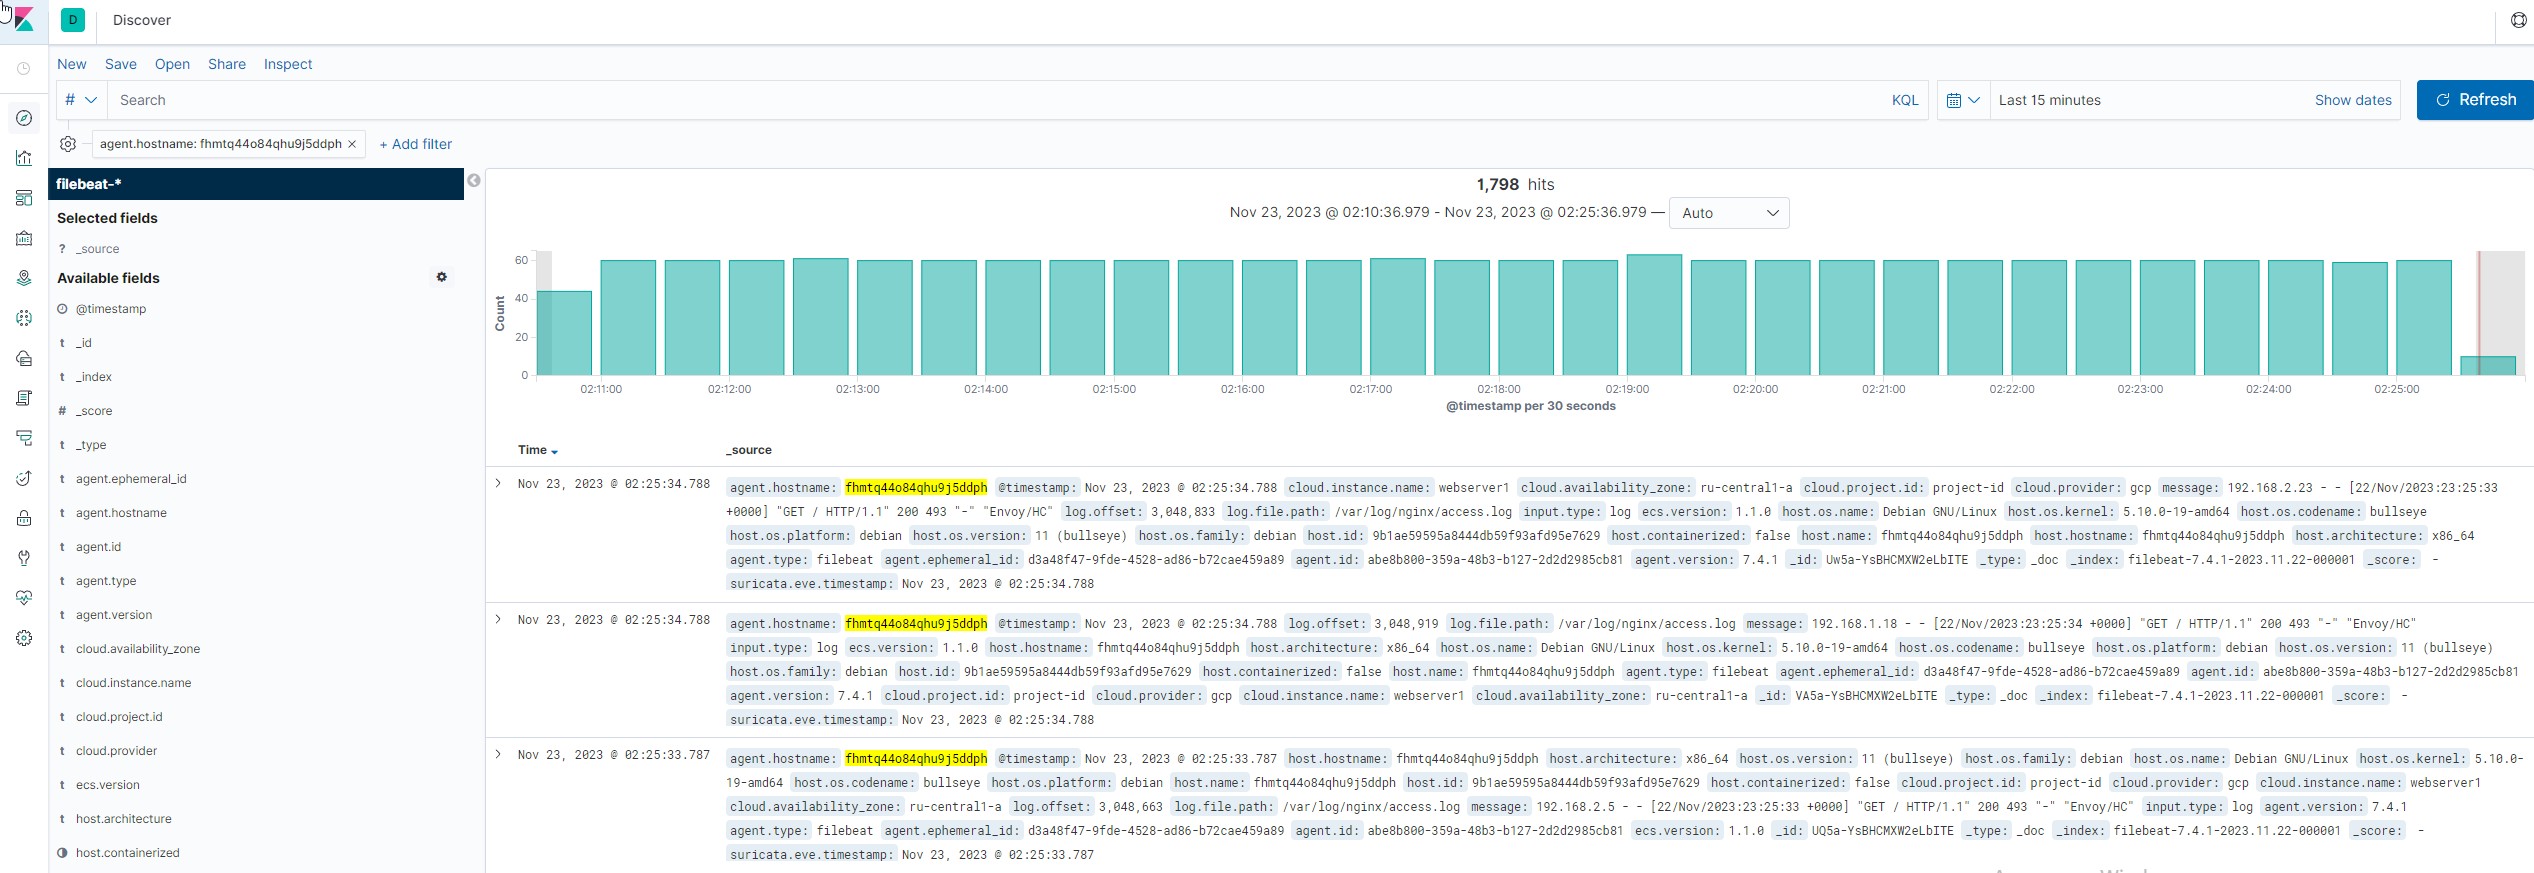 D Discover
New Save Open Share Inspect
# Search KQL Last 15 minutes Show dates Refresh
agent.hostname: fhmtq44o84qhu9j5ddph × + Add filter
filebeat-*
Selected fields
? _source
Available fields
@timestamp
t _id
t _index
# _score
t _type
t agent.ephemeral_id
t agent.hostname
t agent.id
t agent.type
t agent.version
t cloud.availability_zone
t cloud.instance.name
t cloud.project.id
t cloud.provider
t ecs.version
t host.architecture
host.containerized
1,798 hits
Nov 23, 2023 @ 02:10:36.979 - Nov 23, 2023 @ 02:25:36.979 — Auto
Count
60
40
20
0
02:11:00 02:12:00 02:13:00 02:14:00 02:15:00 02:16:00 02:17:00 02:18:00 02:19:00 02:20:00 02:21:00 02:22:00 02:23:00 02:24:00 02:25:00
@timestamp per 30 seconds
Time _source
Nov 23, 2023 @ 02:25:34.788 agent.hostname: fhmtq44o84qhu9j5ddph @timestamp: Nov 23, 2023 @ 02:25:34.788 cloud.instance.name: webserver1 cloud.availability_zone: ru-central1-a cloud.project.id: project-id cloud.provider: gcp message: 192.168.2.23 - - [22/Nov/2023:23:25:33
+0000] "GET / HTTP/1.1" 200 493 "-" "Envoy/HC" log.offset: 3,048,833 log.file.path: /var/log/nginx/access.log input.type: log ecs.version: 1.1.0 host.os.name: Debian GNU/Linux host.os.kernel: 5.10.0-19-amd64 host.os.codename: bullseye
host.os.platform: debian host.os.version: 11 (bullseye) host.os.family: debian host.id: 9b1ae59595a8444db59f93afd95e7629 host.containerized: false host.name: fhmtq44o84qhu9j5ddph host.hostname: fhmtq44o84qhu9j5ddph host.architecture: x86_64
agent.type: filebeat agent.ephemeral_id: d3a48f47-9fde-4528-ad86-b72cae459a89 agent.id: abe8b800-359a-48b3-b127-2d2d2985cb81 agent.version: 7.4.1 _id: Uw5a-YsBHCMXW2eLbITE _type: _doc _index: filebeat-7.4.1-2023.11.22-000001 _score: -
suricata.eve.timestamp: Nov 23, 2023 @ 02:25:34.788
Nov 23, 2023 @ 02:25:34.788 agent.hostname: fhmtq44o84qhu9j5ddph @timestamp: Nov 23, 2023 @ 02:25:34.788 log.offset: 3,048,919 log.file.path: /var/log/nginx/access.log message: 192.168.1.18 - - [22/Nov/2023:23:25:34 +0000] "GET / HTTP/1.1" 200 493 "-" "Envoy/HC"
input.type: log ecs.version: 1.1.0 host.hostname: fhmtq44o84qhu9j5ddph host.architecture: x86_64 host.os.name: Debian GNU/Linux host.os.kernel: 5.10.0-19-amd64 host.os.codename: bullseye host.os.platform: debian host.os.version: 11 (bullseye)
host.os.family: debian host.id: 9b1ae59595a8444db59f93afd95e7629 host.containerized: false host.name: fhmtq44o84qhu9j5ddph agent.type: filebeat agent.ephemeral_id: d3a48f47-9fde-4528-ad86-b72cae459a89 agent.id: abe8b800-359a-48b3-b127-2d2d2985cb81
agent.version: 7.4.1 cloud.project.id: project-id cloud.provider: gcp cloud.instance.name: webserver1 cloud.availability_zone: ru-central1-a _id: VA5a-YsBHCMXW2eLbITE _type: _doc _index: filebeat-7.4.1-2023.11.22-000001 _score: -
suricata.eve.timestamp: Nov 23, 2023 @ 02:25:34.788
Nov 23, 2023 @ 02:25:33.787 agent.hostname: fhmtq44o84qhu9j5ddph @timestamp: Nov 23, 2023 @ 02:25:33.787 host.hostname: fhmtq44o84qhu9j5ddph host.architecture: x86_64 host.os.version: 11 (bullseye) host.os.family: debian host.os.name: Debian GNU/Linux host.os.kernel: 5.10.0-
19-amd64 host.os.codename: bullseye host.os.platform: debian host.name: fhmtq44o84qhu9j5ddph host.id: 9b1ae59595a8444db59f93afd95e7629 host.containerized: false cloud.project.id: project-id cloud.provider: gcp cloud.instance.name: webserver1
cloud.availability_zone: ru-central1-a log.offset: 3,048,663 log.file.path: /var/log/nginx/access.log message: 192.168.2.5 - - [22/Nov/2023:23:25:33 +0000] "GET / HTTP/1.1" 200 493 "-" "Envoy/HC" input.type: log agent.version: 7.4.1
agent.type: filebeat agent.ephemeral_id: d3a48f47-9fde-4528-ad86-b72cae459a89 agent.id: abe8b800-359a-48b3-b127-2d2d2985cb81 ecs.version: 1.1.0 _id: UQ5a-YsBHCMXW2eLbITE _type: _doc _index: filebeat-7.4.1-2023.11.22-000001 _score: -
suricata.eve.timestamp: Nov 23, 2023 @ 02:25:33.787